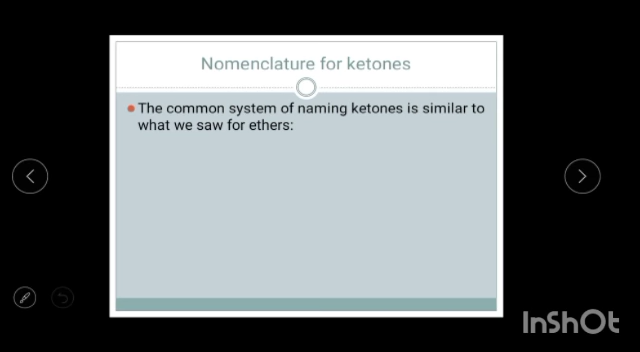 Nomenclature for ketones
The common system of naming ketones is similar to
what we saw for ethers:
InShOt